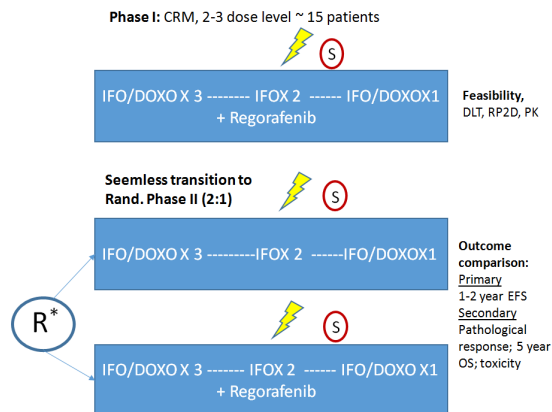 Phase I: CRM, 2-3 dose level ~ 15 patients
S
IFO/DOXO X 3 -------- IFOX 2 ------ IFO/DOXOX1
+ Regorafenib
Feasibility,
DLT, RP2D, PK
Seemless transition to
Rand. Phase II (2:1)
S
IFO/DOXO X 3 ---------IFOX 2 ------IFO/DOXOX1
Outcome
comparison:
Primary
1-2 year EFS
Secondary
Pathological
response; 5 year
OS; toxicity
R*
S
IFO/DOXO X 3 ------- IFOX 2 ---- IFO/DOXO X1
+ Regorafenib